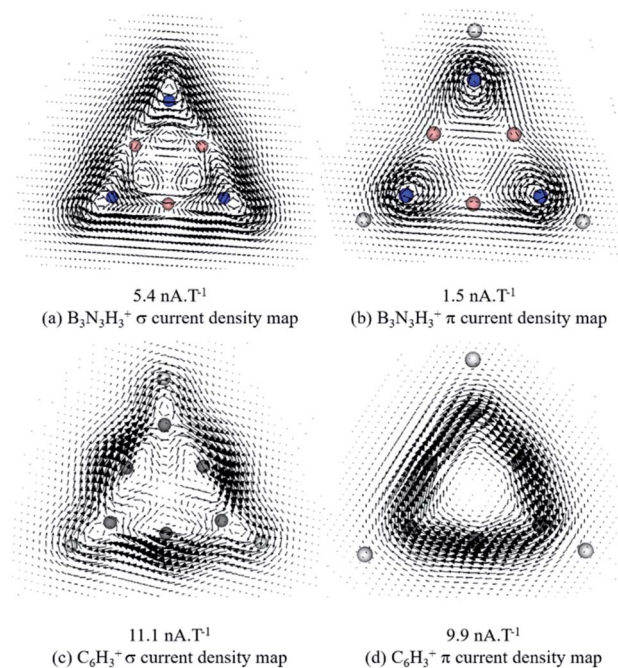 5.4 nA.T⁻¹
1.5 nA.T⁻¹
(a) B₃N₃H₃⁺ σ current density map
(b) B₃N₃H₃⁺ π current density map
11.1 nA.T⁻¹
9.9 nA.T⁻¹
(c) C₆H₃⁺ σ current density map
(d) C₆H₃⁺ π current density map